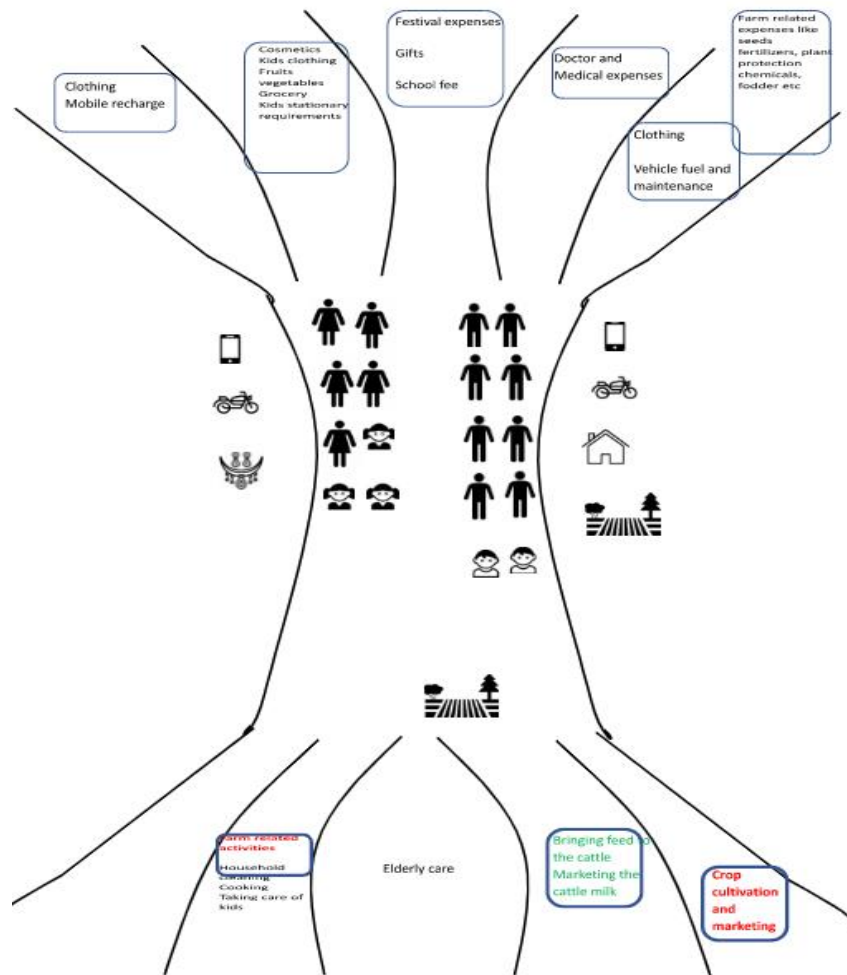 Clothing
Mobile recharge
Cosmetics
Kids clothing
Fruits
vegetables
Grocery
Kids stationary
requirements
Festival expenses
Gifts
School fee
Doctor and
Medical expenses
Clothing
Vehicle fuel and
maintenance
Farm related
expenses like
seeds
fertilizers, plant
protection
chemicals,
fodder etc
Farm related
activities
Household
cleaning
Cooking
Taking care of
kids
Elderly care
Bringing feed to
the cattle
Marketing the
cattle milk
Crop
cultivation
and
marketing